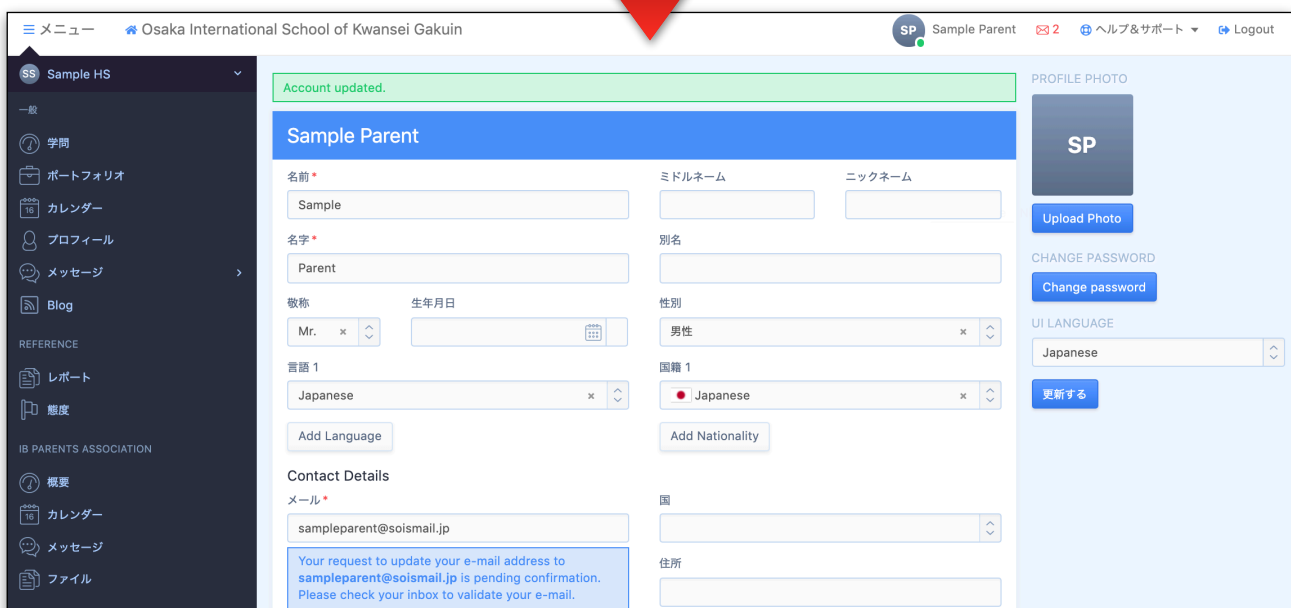 メニュー
Osaka International School of Kwansei Gakuin
SP
Sample Parent
2
ヘルプ&サポート
Logout
SS
Sample HS
一般
学問
ポートフォリオ
16
カレンダー
プロフィール
メッセージ
Blog
REFERENCE
レポート
態度
IB PARENTS ASSOCIATION
概要
16
カレンダー
メッセージ
ファイル
Account updated.
Sample Parent
名前*
Sample
ミドルネーム
ニックネーム
名字*
Parent
別名
敬称
Mr. ×
生年月日
性別
男性 ×
言語 1
Japanese ×
国籍 1
Japanese ×
Add Language
Add Nationality
Contact Details
メール*
sampleparent@soismail.jp
国
Your request to update your e-mail address to
sampleparent@soismail.jp is pending confirmation.
Please check your inbox to validate your e-mail.
住所
PROFILE PHOTO
SP
Upload Photo
CHANGE PASSWORD
Change password
UI LANGUAGE
Japanese
更新する